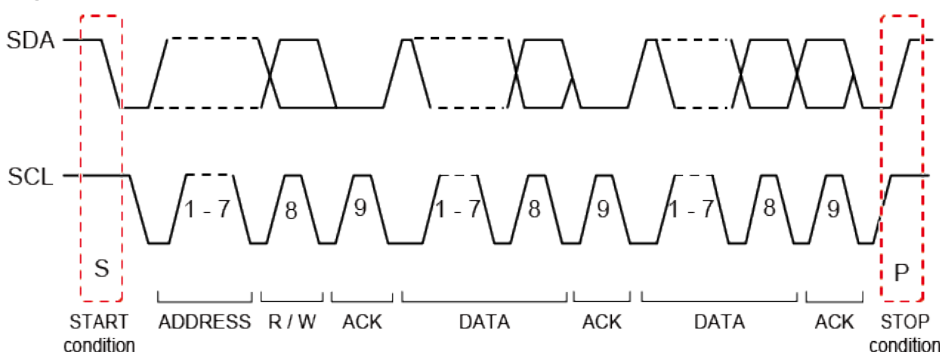 SDA
SCL
1 - 7 8 9 1 - 7 8 9 1 - 7 8 9
S P
START ADDRESS R / W ACK DATA ACK DATA ACK STOP
condition condition